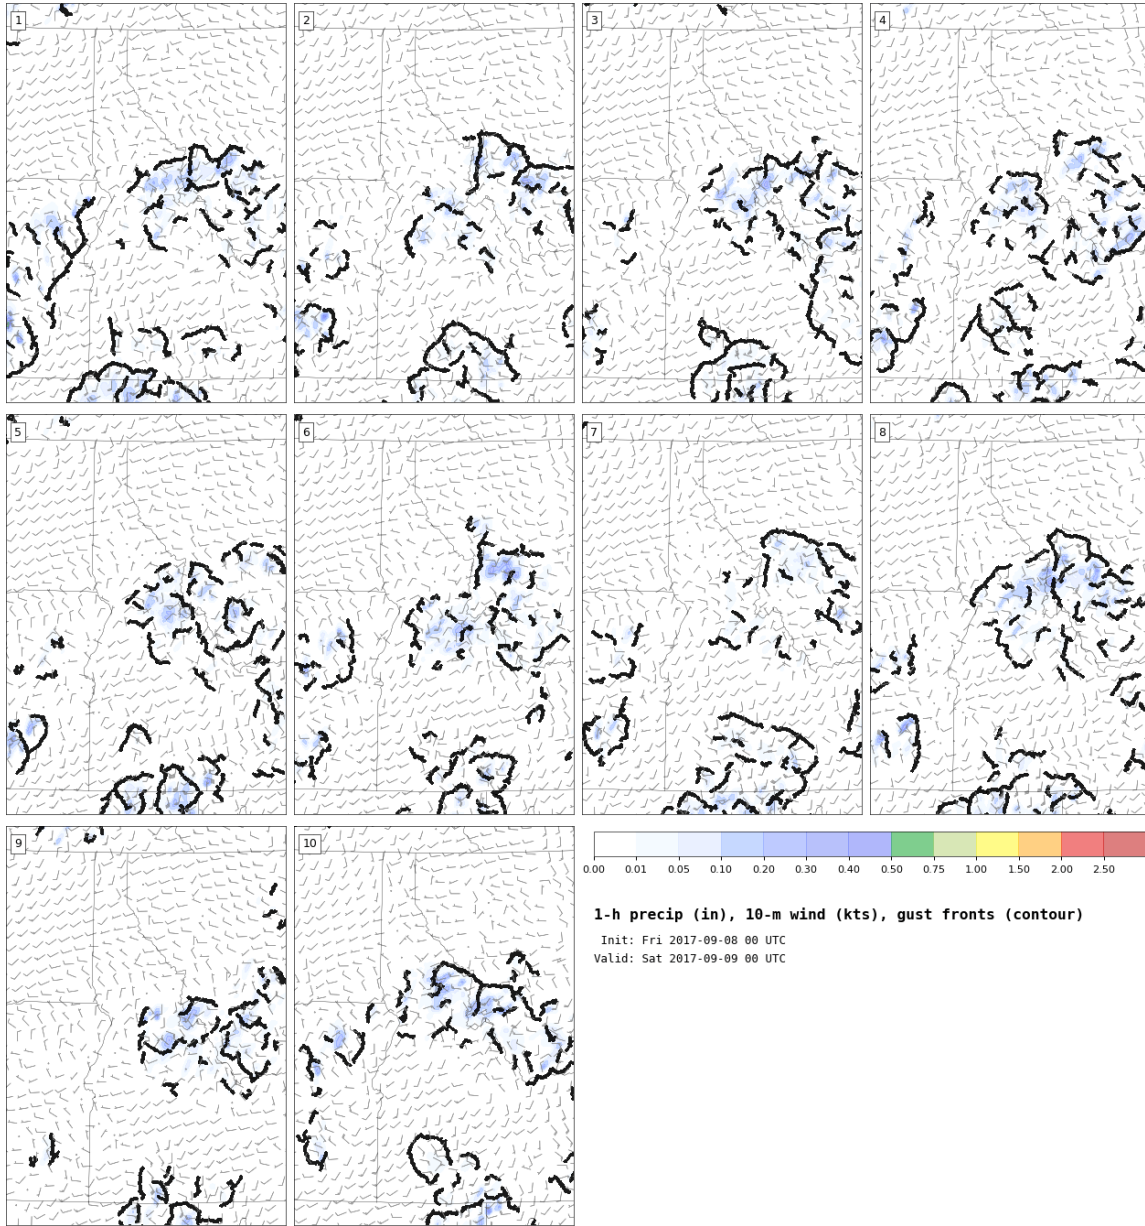 1
2
3
4
5
6
7
8
9
10
0.00 0.01 0.05 0.10 0.20 0.30 0.40 0.50 0.75 1.00 1.50 2.00 2.50
1-h precip (in), 10-m wind (kts), gust fronts (contour)
Init: Fri 2017-09-08 00 UTC
Valid: Sat 2017-09-09 00 UTC